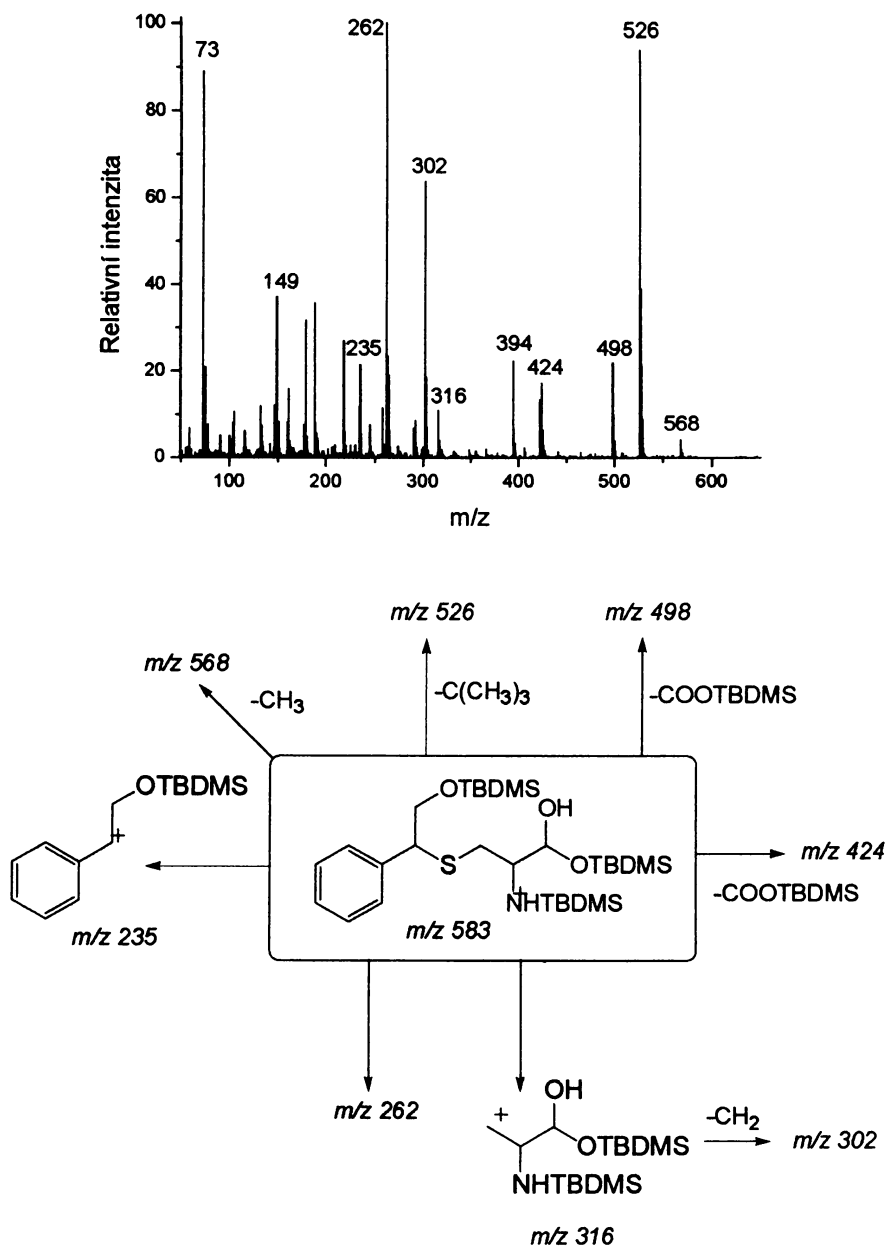 100
80
60
40
20
0
Relativní intenzita
73
262
526
302
149
235
316
394
424
498
568
100
200
300
400
500
600
m/z
m/z 526
m/z 498
m/z 568
-CH3
-C(CH3)3
-COOTBDMS
OTBDMS
+
m/z 235
OTBDMS
OH
S
OTBDMS
+
NHTBDMS
m/z 583
m/z 424
-COOTBDMS
m/z 262
+
OH
OTBDMS
NHTBDMS
m/z 316
-CH2
m/z 302